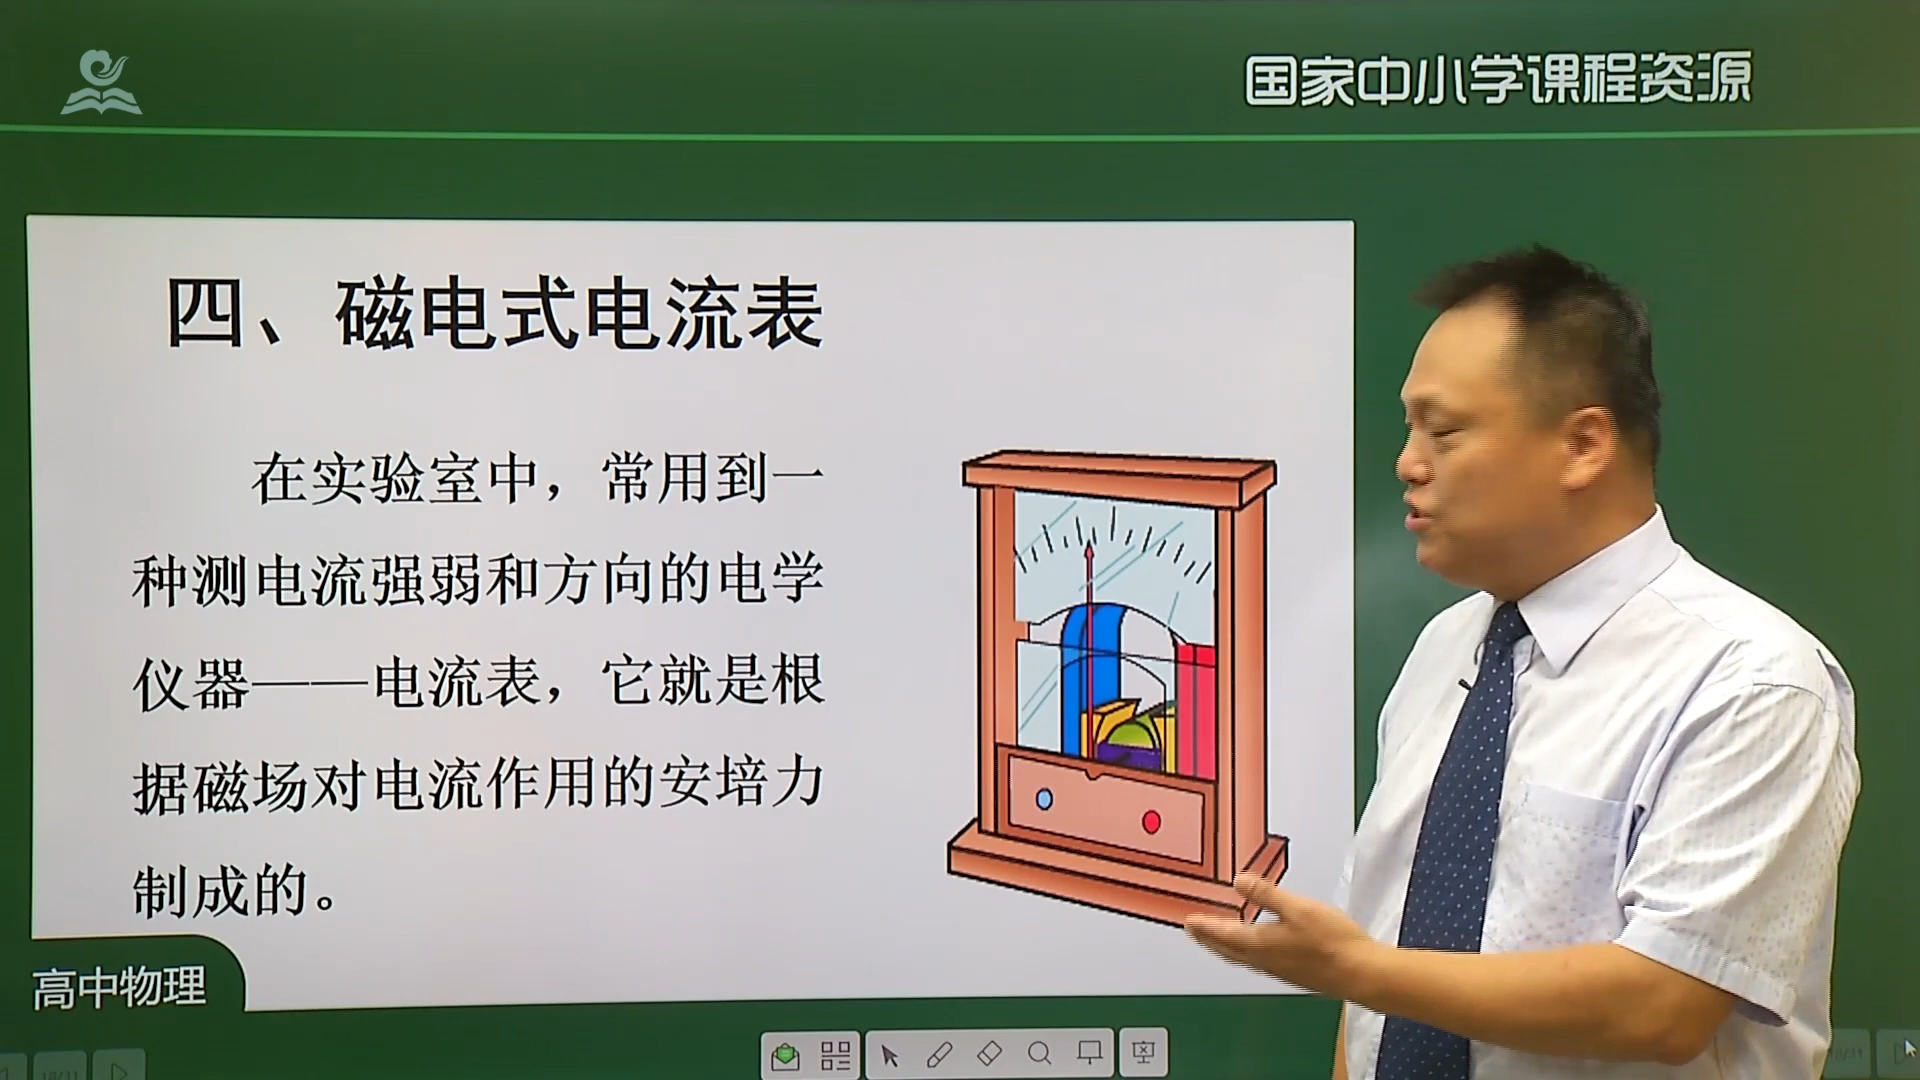 国家中小学课程资源
四、磁电式电流表
在实验室中，常用到一
种测电流强弱和方向的电学
仪器——电流表，它就是根
据磁场对电流作用的安培力
制成的。
高中物理